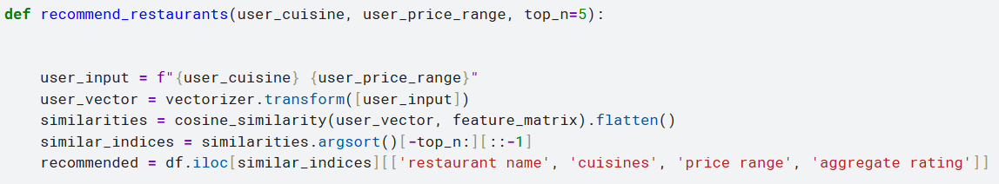 def recommend_restaurants(user_cuisine, user_price_range, top_n=5):
    user_input = f"{user_cuisine} {user_price_range}"
    user_vector = vectorizer.transform([user_input])
    similarities = cosine_similarity(user_vector, feature_matrix).flatten()
    similar_indices = similarities.argsort()[-top_n:][::-1]
    recommended = df.iloc[similar_indices][['restaurant name', 'cuisines', 'price range', 'aggregate rating']]